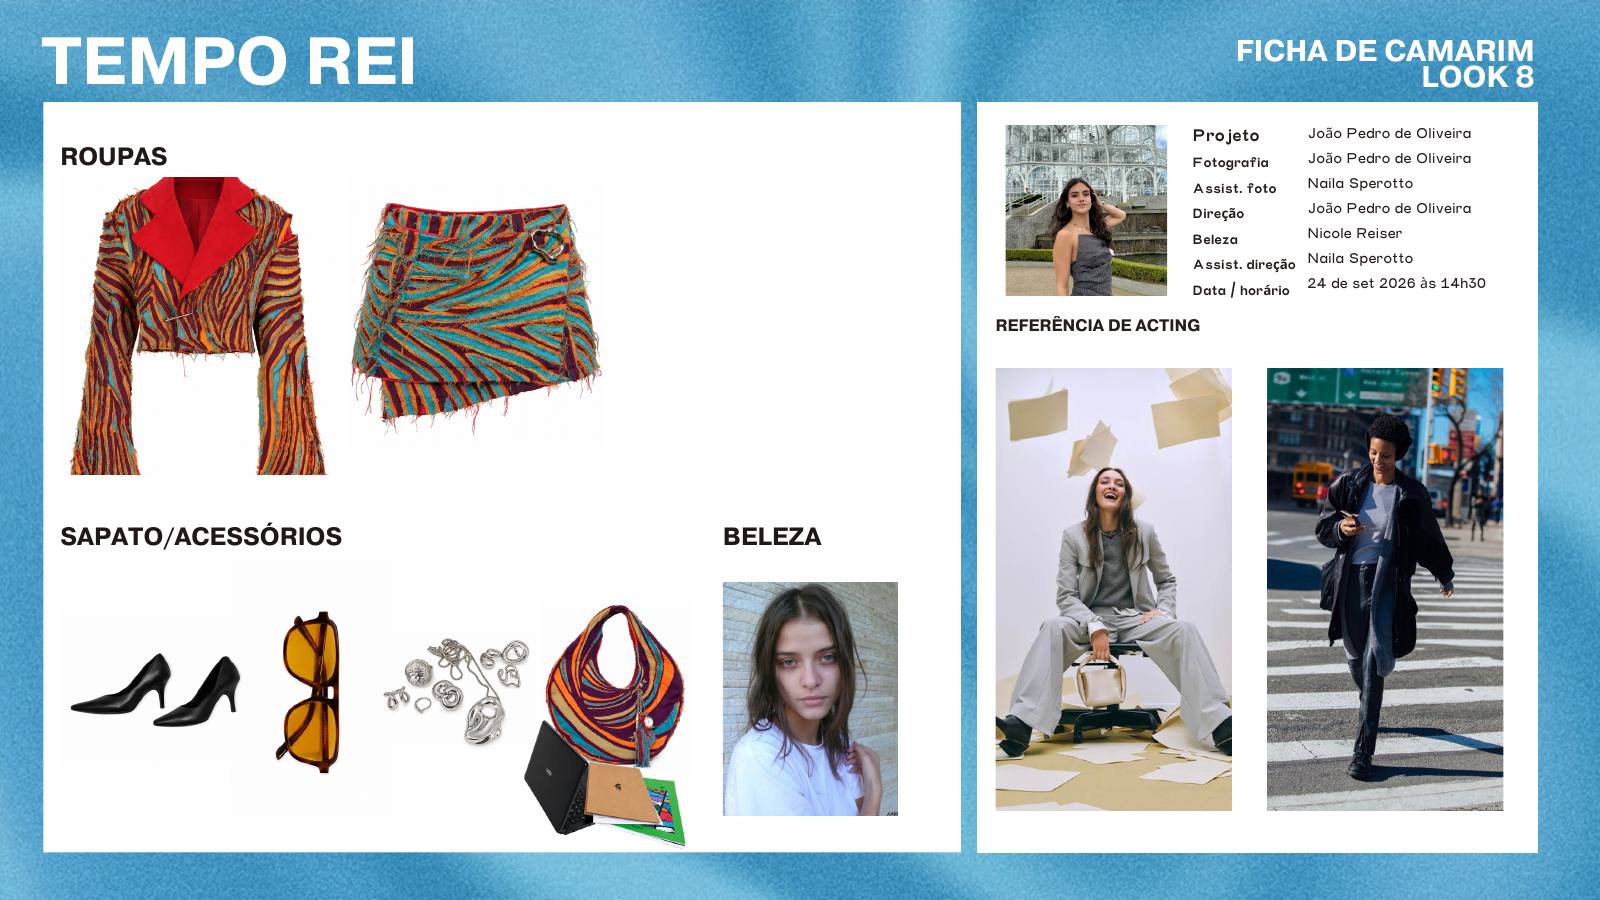 TEMPO REI
FICHA DE CAMARIM
LOOK 8
ROUPAS
SAPATO/ACESSÓRIOS
BELEZA
Projeto João Pedro de Oliveira
Fotografia João Pedro de Oliveira
Assist. foto Naila Sperotto
Direção João Pedro de Oliveira
Beleza Nicole Reiser
Assist. direção Naila Sperotto
Data / horário 24 de set 2026 às 14h30
REFERÊNCIA DE ACTING